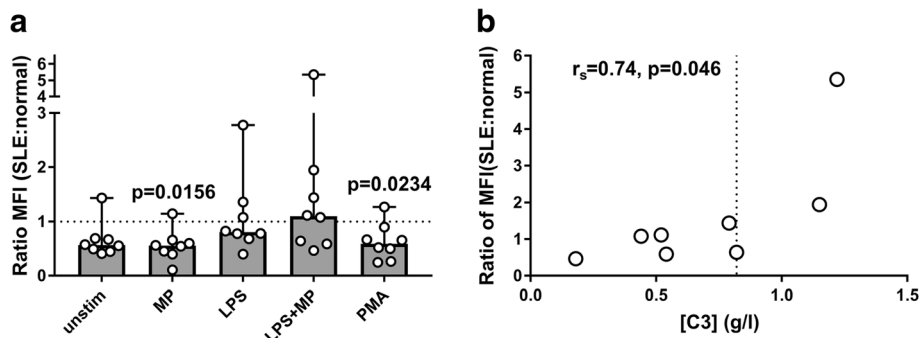 a
Ratio MFI (SLE:normal)
6
5
4
3
2
1
0
p=0.0156
p=0.0234
unstim
MP
LPS
LPS+MP
PMA
b
Ratio of MFI(SLE:normal)
6
5
4
3
2
1
0
rs=0.74, p=0.046
0.0
0.5
1.0
1.5
[C3] (g/l)